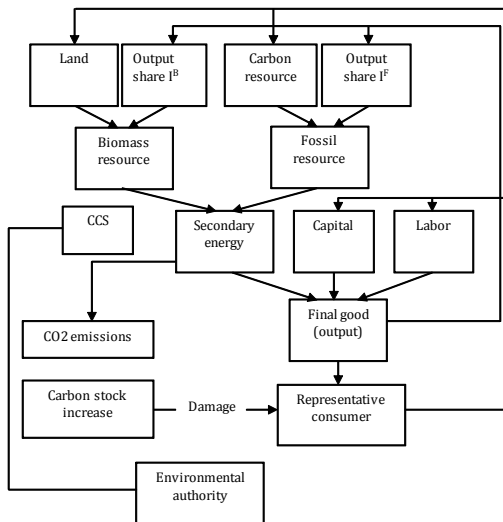 Land
Output
share I^B
Carbon
resource
Output
share I^F
Biomass
resource
Fossil
resource
CCS
Secondary
energy
Capital
Labor
CO2 emissions
Final good
(output)
Carbon stock
increase
Damage
Representative
consumer
Environmental
authority